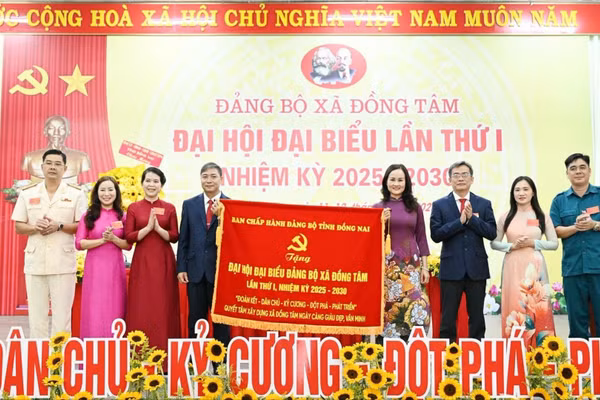 ỚC CỘNG HOÀ XÃ HỘI CHỦ NGHĨA VIỆT NAM QUANG VINH MUÔN NĂM
ĐẢNG BỘ XÃ ĐỒNG TÂM
ĐẠI HỘI ĐẠI BIỂU LẦN THỨ I
NHIỆM KỲ 2025 - 2030
BAN CHẤP HÀNH ĐẢNG BỘ TỈNH ĐỒNG NAI
Tặng
ĐẠI HỘI ĐẠI BIỂU ĐẢNG BỘ XÃ ĐỒNG TÂM
LẦN THỨ I, NHIỆM KỲ 2025 - 2030
"ĐOÀN KẾT - DÂN CHỦ - KỶ CƯƠNG - ĐỘT PHÁ - PHÁT TRIỂN"
QUYẾT TÂM XÂY DỰNG XÃ ĐỒNG TÂM NGÀY CÀNG GIÀU ĐẸP, VĂN MINH
DÂN CHỦ - KỶ CƯƠNG - ĐỘT PHÁ - P